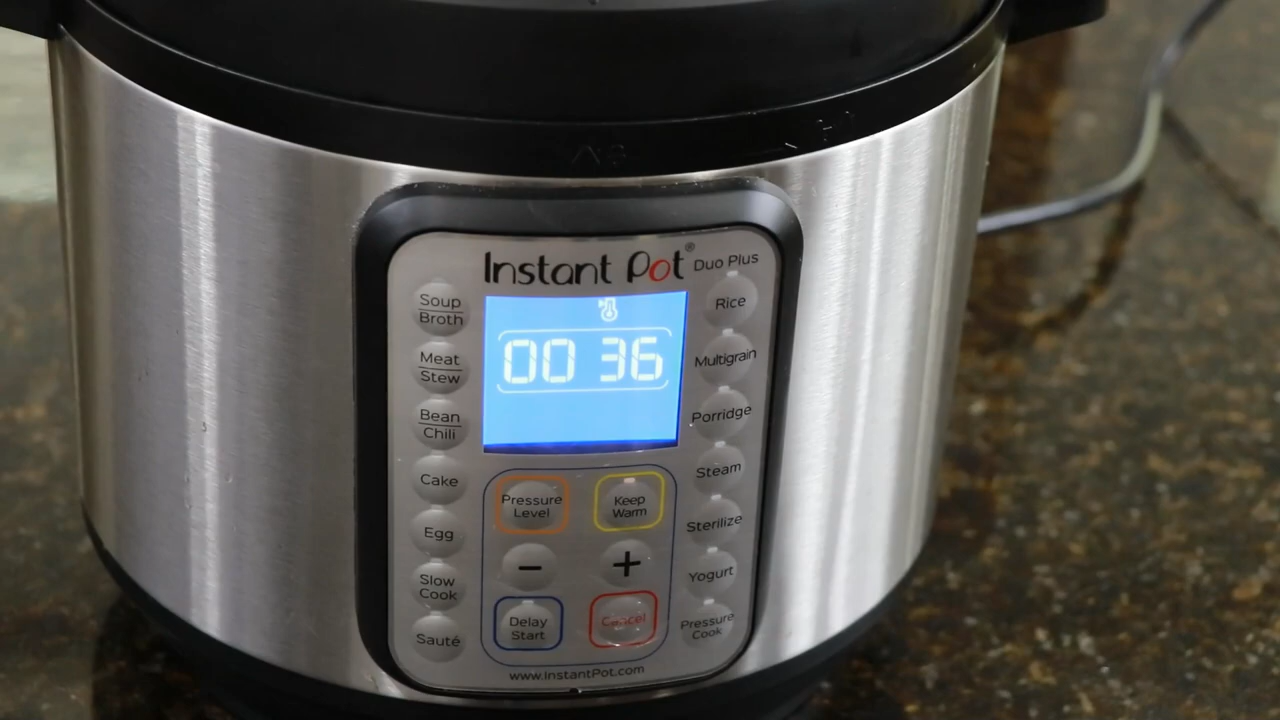 Instant Pot® Duo Plus
00 36
Soup
Broth
Meat
Stew
Bean
Chili
Cake
Egg
Slow
Cook
Sauté
Pressure
Level
Keep
Warm
−
+
Delay
Start
Cancel
Rice
Multigrain
Porridge
Steam
Sterilize
Yogurt
Pressure
Cook
www.InstantPot.com